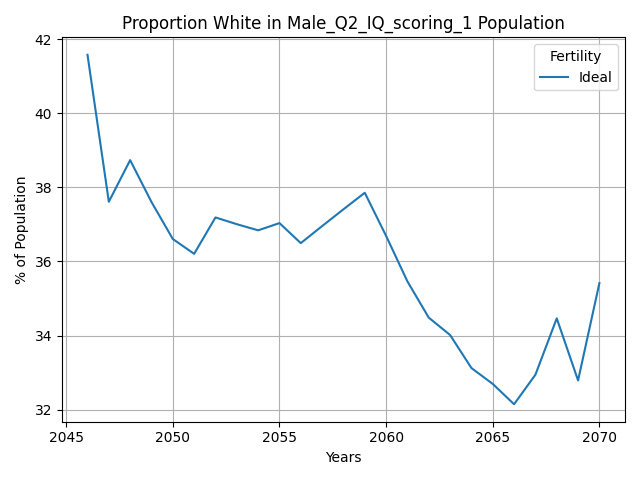 Proportion White in Male_Q2_IQ_scoring_1 Population
Fertility
Ideal
% of Population
42
40
38
36
34
32
2045
2050
2055
2060
2065
2070
Years